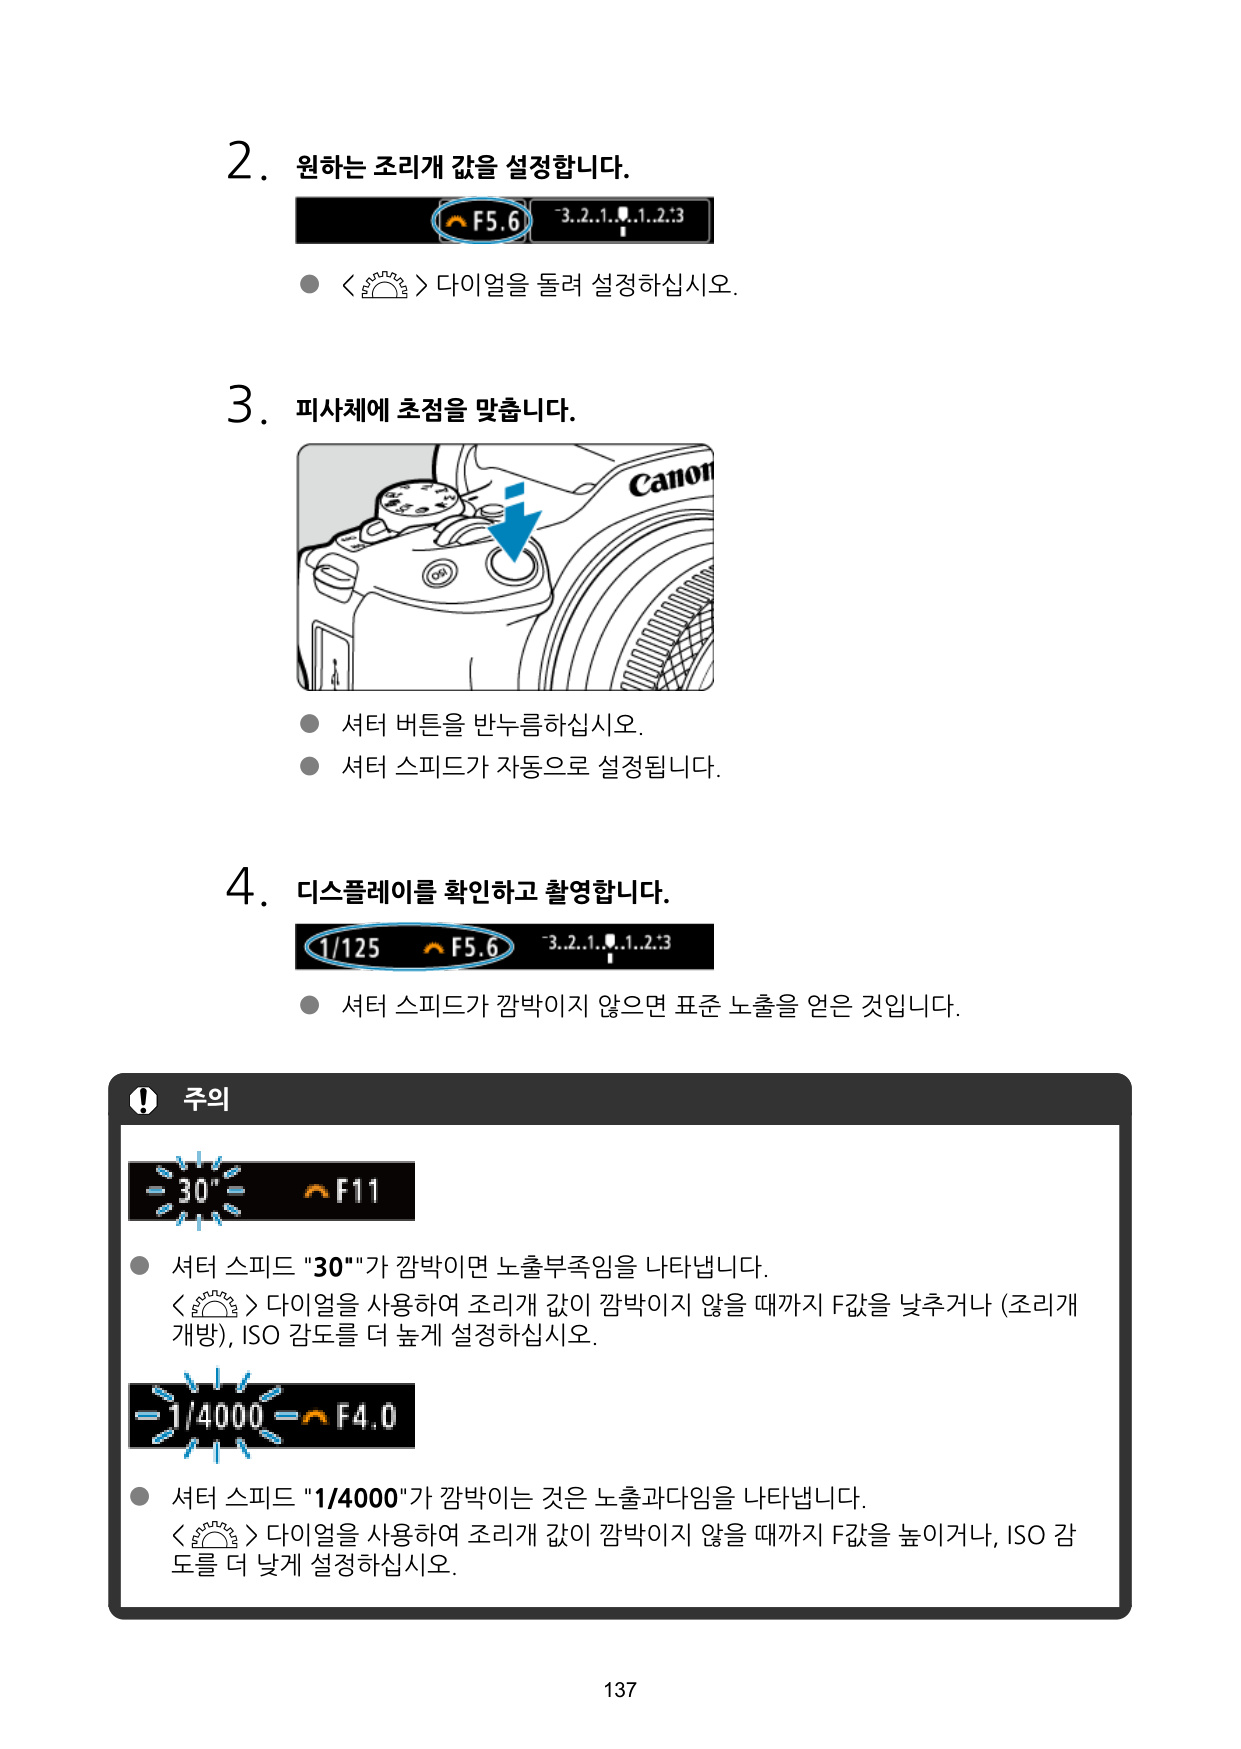 2. 원하는 조리개 값을 설정합니다.
F5.6 -3..2..1..0..1..2..+3
● < > 다이얼을 돌려 설정하십시오.
3. 피사체에 초점을 맞춥니다.
Canon
ISO
● 셔터 버튼을 반누름하십시오.
● 셔터 스피드가 자동으로 설정됩니다.
4. 디스플레이를 확인하고 촬영합니다.
1/125 F5.6 -3..2..1..0..1..2..+3
● 셔터 스피드가 깜박이지 않으면 표준 노출을 얻은 것입니다.
주의
30" F11
● 셔터 스피드 "30""가 깜박이면 노출부족임을 나타냅니다.
< > 다이얼을 사용하여 조리개 값이 깜박이지 않을 때까지 F값을 낮추거나 (조리개
개방), ISO 감도를 더 높게 설정하십시오.
1/4000 F4.0
● 셔터 스피드 "1/4000"가 깜박이는 것은 노출과다임을 나타냅니다.
< > 다이얼을 사용하여 조리개 값이 깜박이지 않을 때까지 F값을 높이거나, ISO 감
도를 더 낮게 설정하십시오.
137